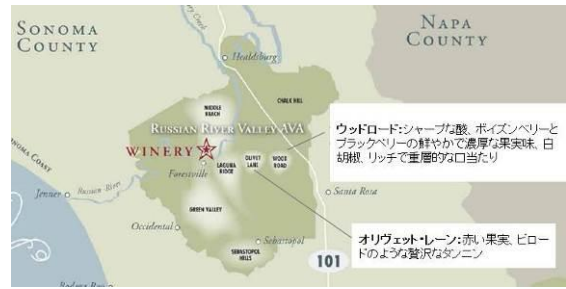 SONOMA
COUNTY
NAPA
COUNTY
Healdsburg
MIDDLE
REACH
CHALK HILL
RUSSIAN RIVER VALLEY AVA
WINERY
Forestville
LAGUNA
RIDGE
OLIVET
LANE
WOOD
ROAD
ウッドロード:シャープな酸、ボイズンベリーと
ブラックベリーの鮮やかで濃厚な果実味、白
胡椒、リッチで重層的な口当たり
SONOMA COAST
Jenner
Russian River
Santa Rosa
GREEN VALLEY
Occidental
Sebastopol
SEBASTOPOL
HILLS
101
オリヴェット・レーン:赤い果実、ビロー
ドのような贅沢なタンニン